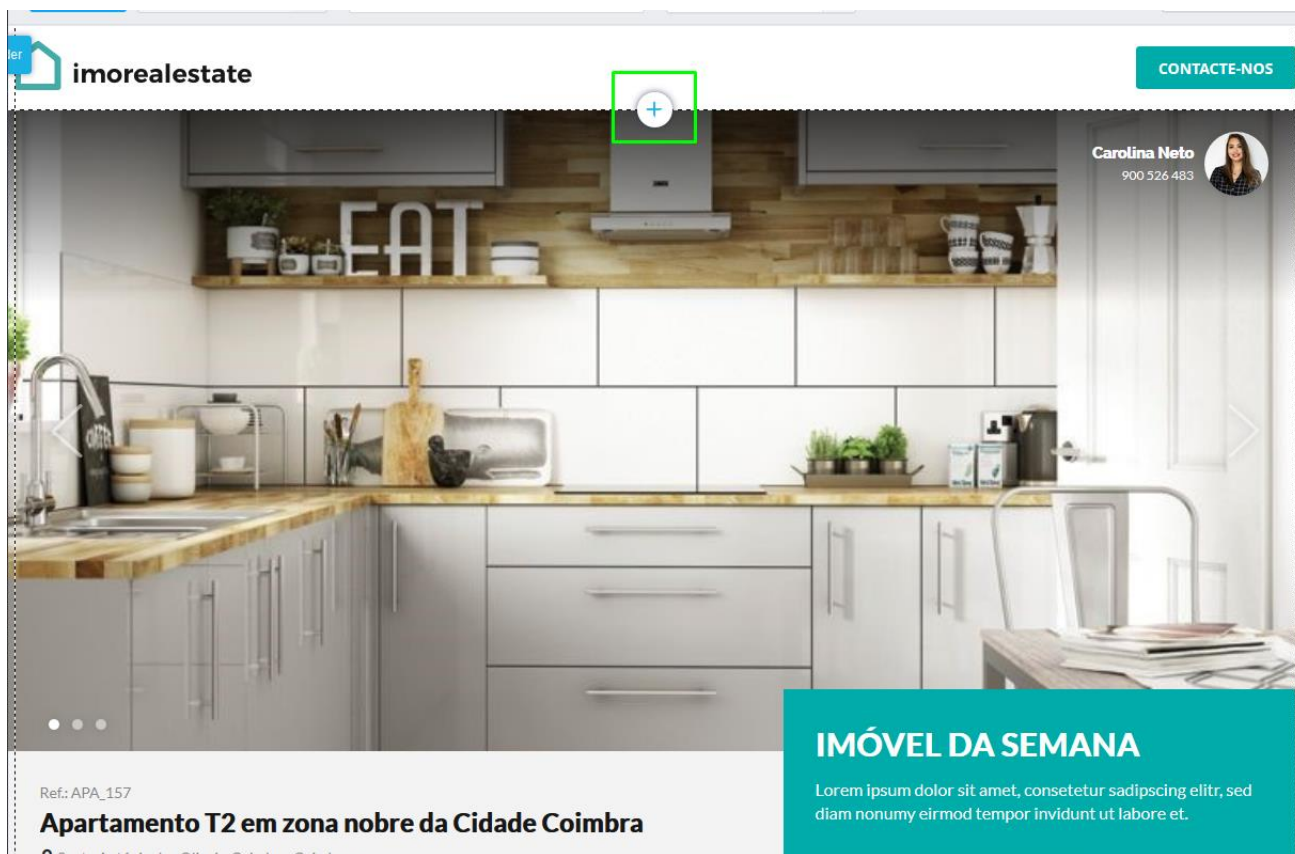 der
imorealestate
CONTACTE-NOS
Carolina Neto
900 526 483
EAT
Ref.: APA_157
Apartamento T2 em zona nobre da Cidade Coimbra
IMÓVEL DA SEMANA
Lorem ipsum dolor sit amet, consetetur sadipscing elitr, sed
diam nonumy eirmod tempor invidunt ut labore et.